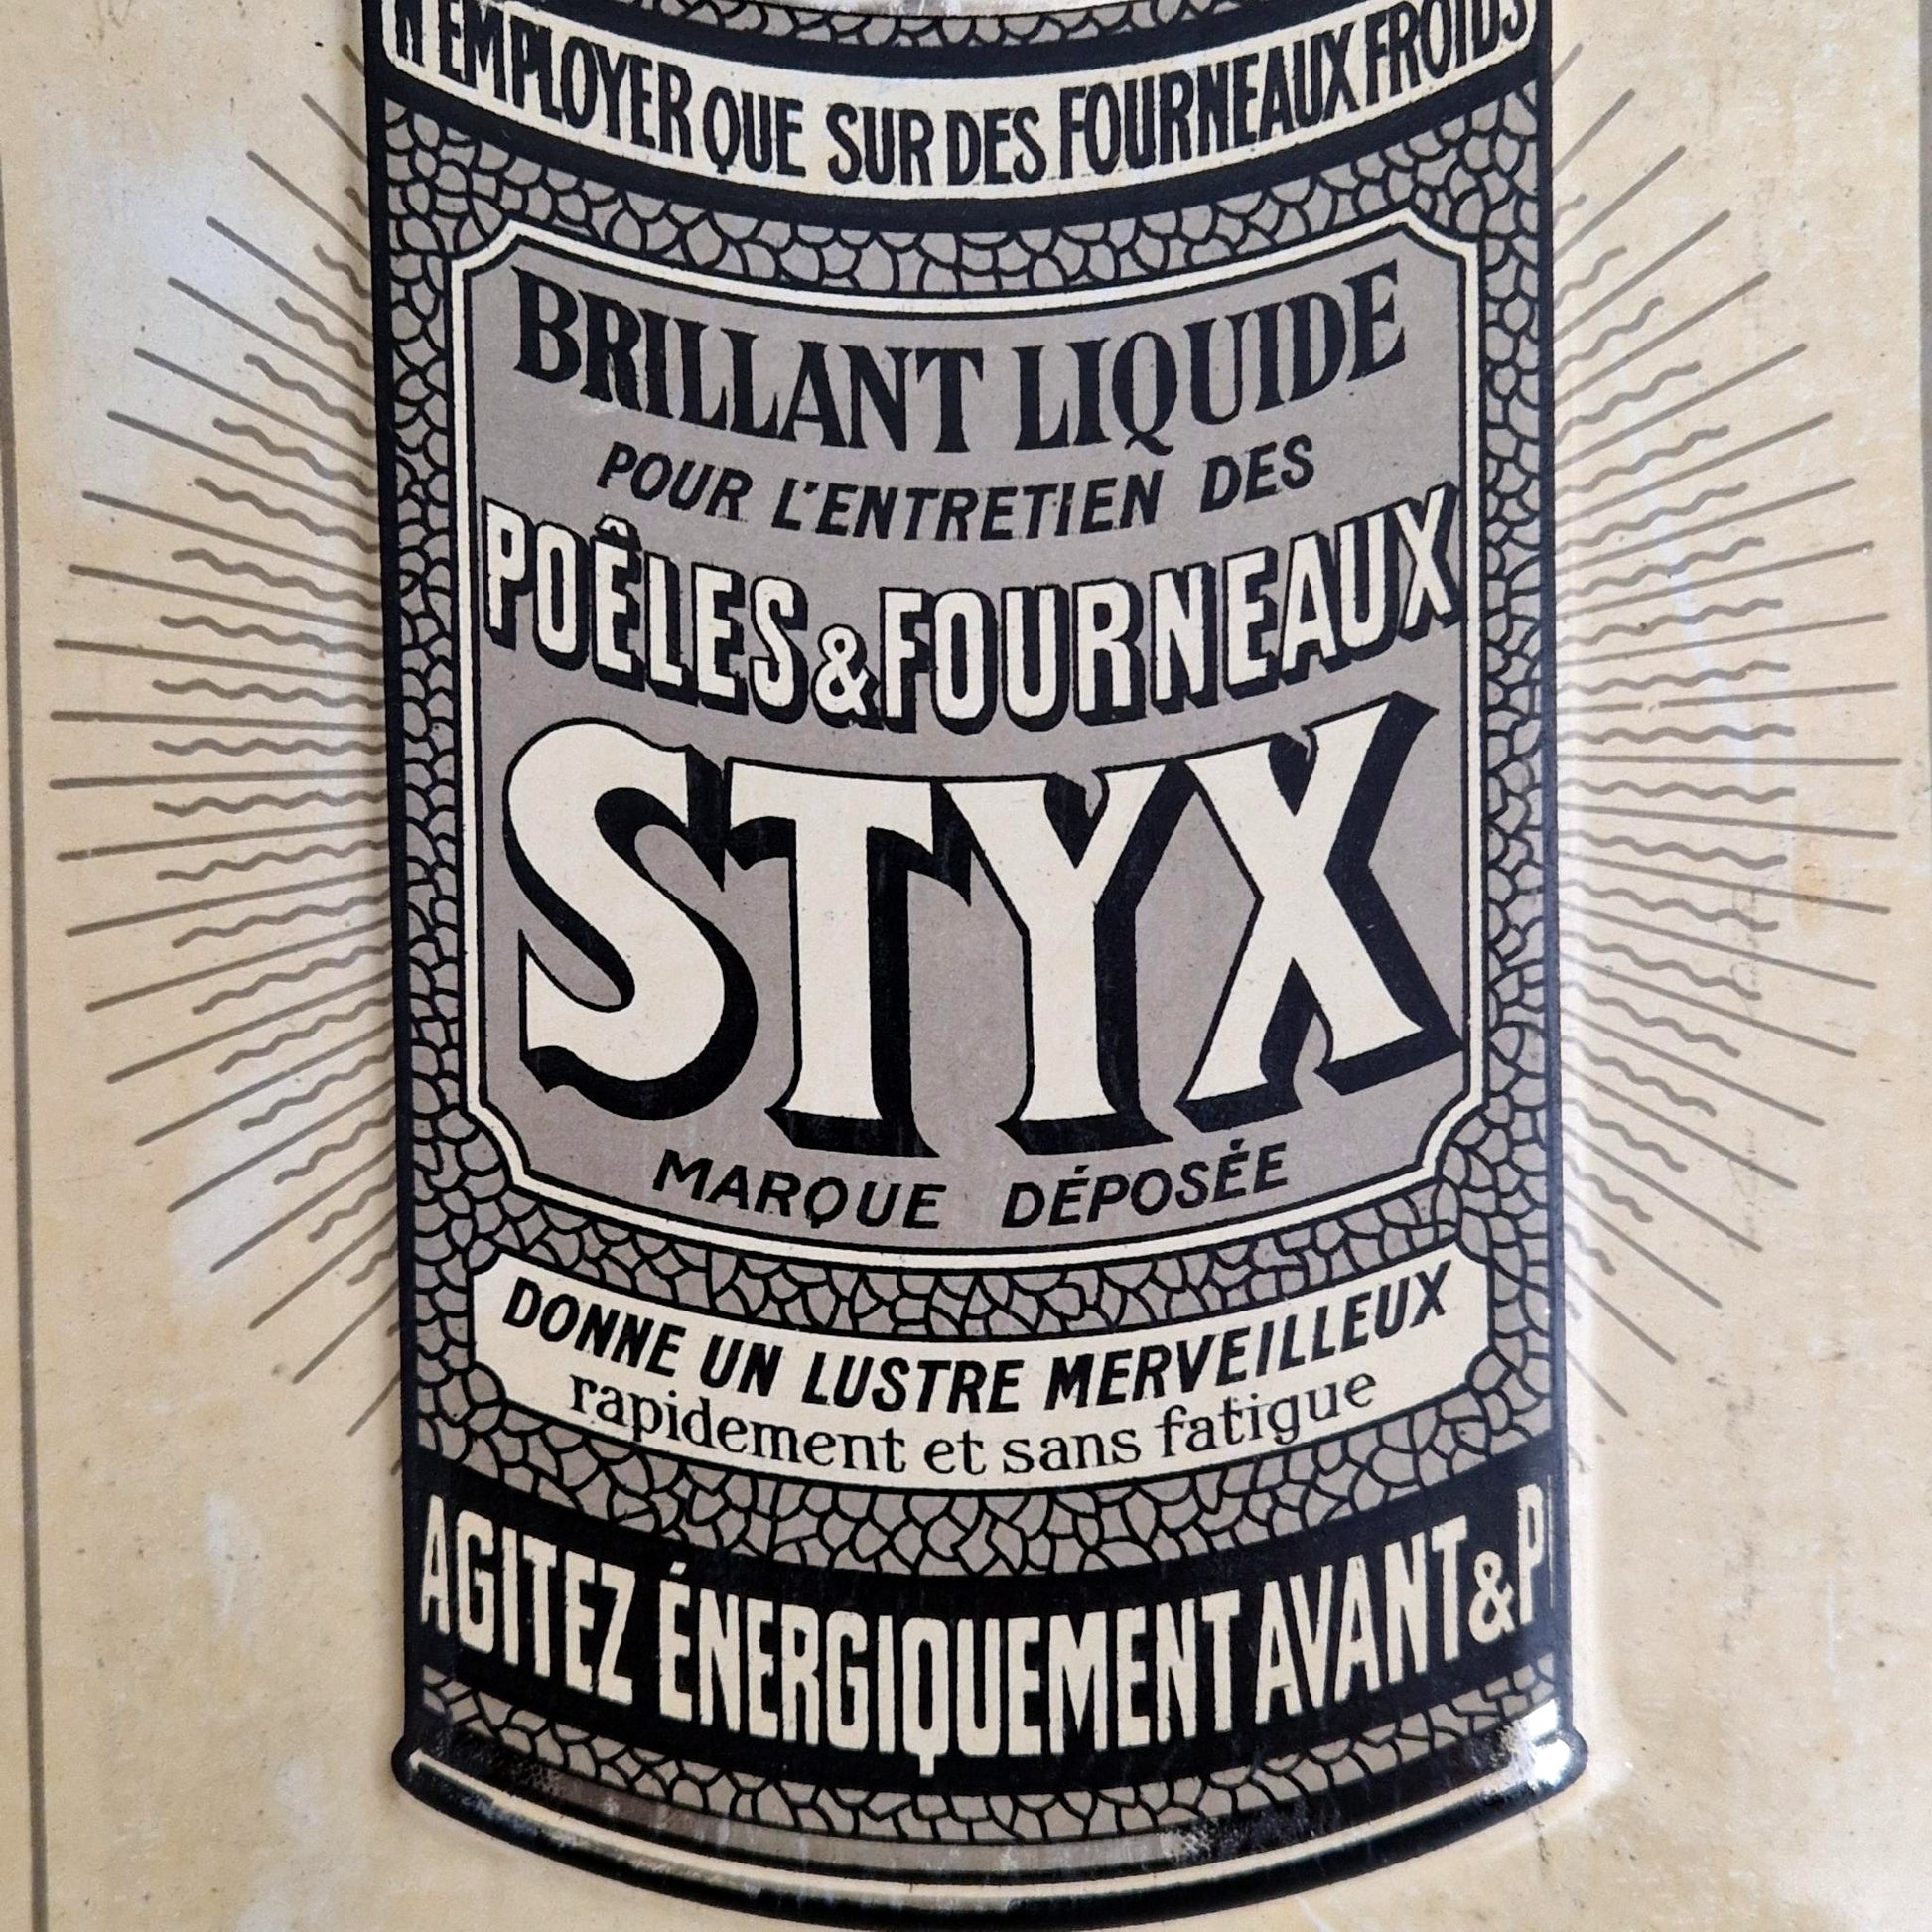 N'EMPLOYER QUE SUR DES FOURNEAUX FROIDS
BRILLANT LIQUIDE
POUR L'ENTRETIEN DES
POÊLES & FOURNEAUX
STYX
MARQUE DÉPOSÉE
DONNE UN LUSTRE MERVEILLEUX
rapidement et sans fatigue
AGITEZ ÉNERGIQUEMENT AVANT & P